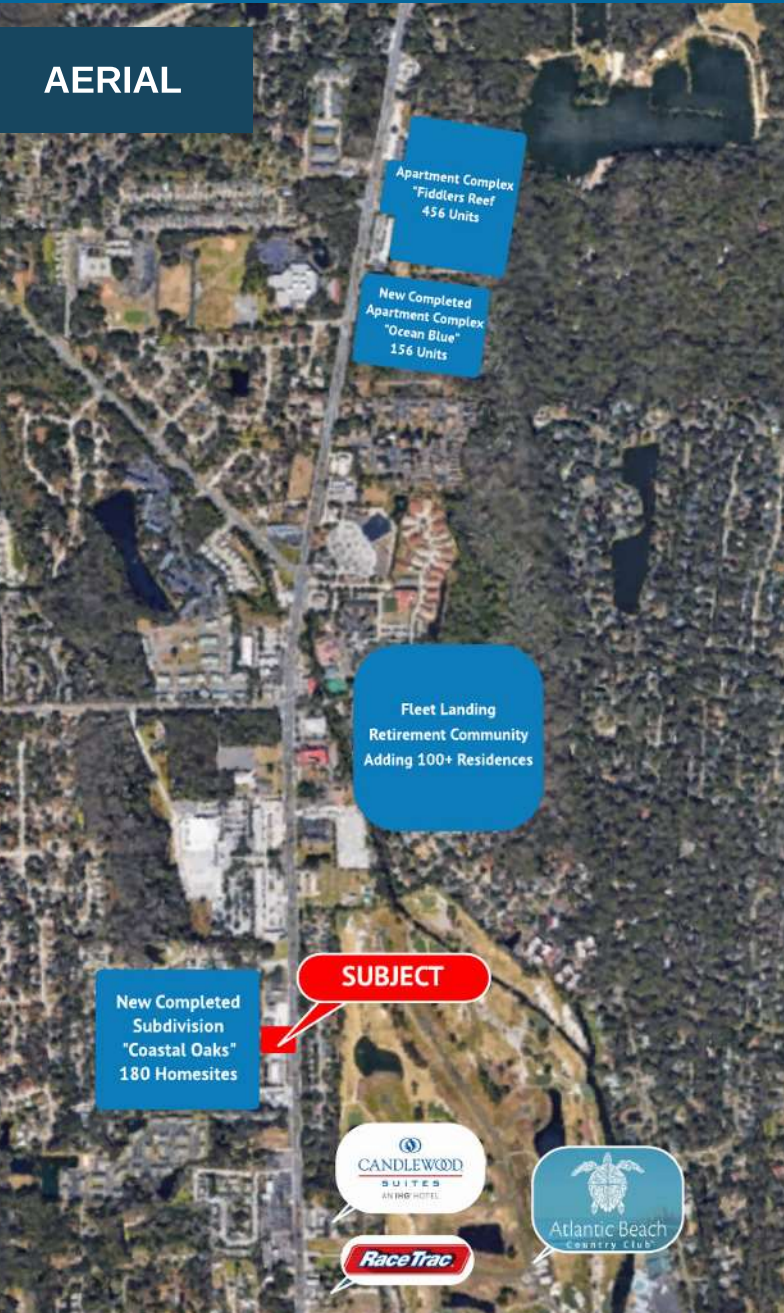 AERIAL
Apartment Complex
"Fiddlers Reef
456 Units
New Completed
Apartment Complex
"Ocean Blue"
156 Units
Fleet Landing
Retirement Community
Adding 100+ Residences
SUBJECT
New Completed
Subdivision
"Coastal Oaks"
180 Homesites
CANDLEWOOD
SUITES
AN IHG HOTEL
Atlantic Beach
Country Club
RaceTrac